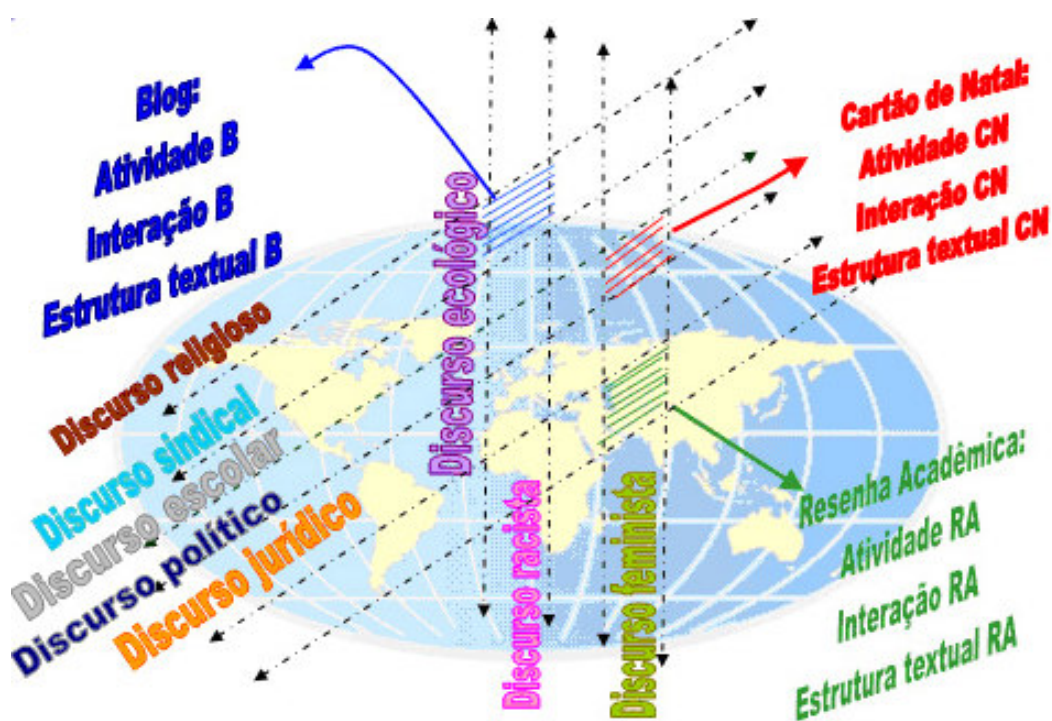 Blog:
Atividade B
Interação B
Estrutura textual B
Cartão de Natal:
Atividade CN
Interação CN
Estrutura textual CN
Discurso ecológico
Discurso religioso
Discurso sindical
Discurso escolar
Discurso político
Discurso jurídico
Discurso racista
Discurso feminista
Resenha Acadêmica:
Atividade RA
Interação RA
Estrutura textual RA